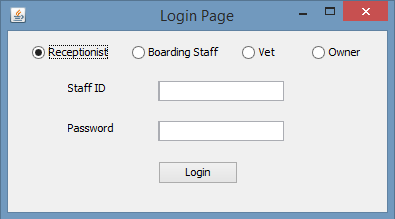 Login Page
Receptionist Boarding Staff Vet Owner
Staff ID
Password
Login